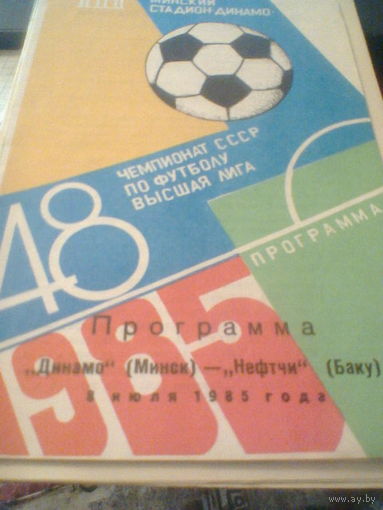 МИНСКИЙ
СТАДИОН·ДИНАМО·
48
ЧЕМПИОНАТ СССР
ПО ФУТБОЛУ
ВЫСШАЯ ЛИГА
ПРОГРАММА
1985
Программа
„Динамо" (Минск) — „Нефтчи" (Баку)
8 июля 1985 года
www.ay.by